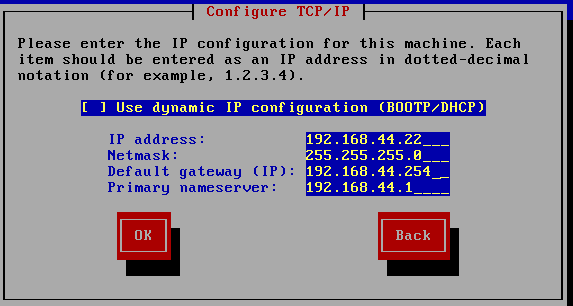 Configure TCP/IP
Please enter the IP configuration for this machine. Each
item should be entered as an IP address in dotted-decimal
notation (for example, 1.2.3.4).
[ ] Use dynamic IP configuration (BOOTP/DHCP)
IP address: 192.168.44.22___
Netmask: 255.255.255.0___
Default gateway (IP): 192.168.44.254__
Primary nameserver: 192.168.44.1____
OK Back